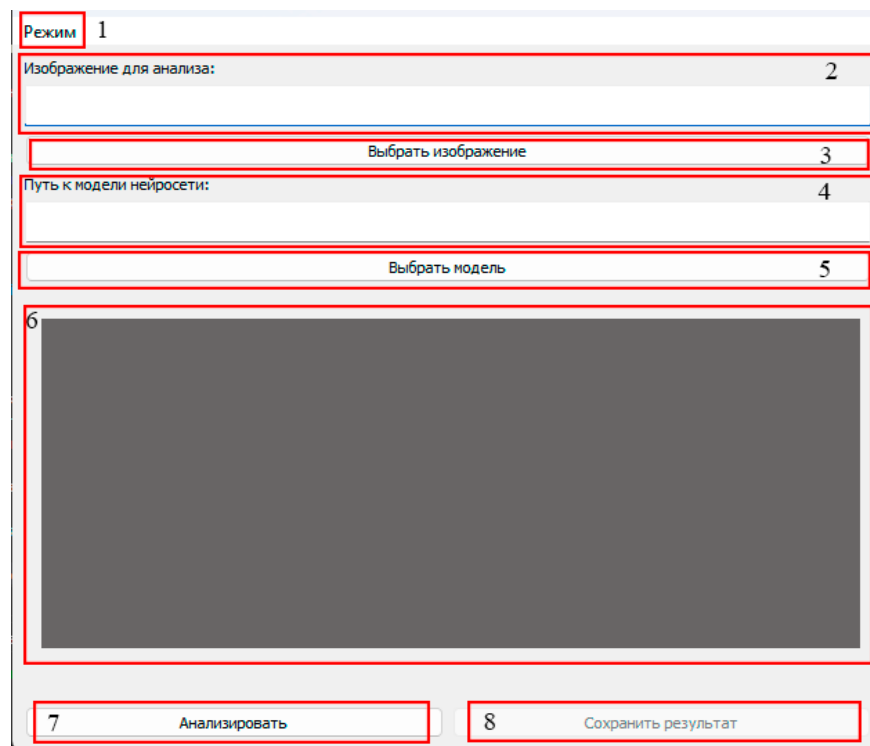 Режим 1
Изображение для анализа: 2
Выбрать изображение 3
Путь к модели нейросети: 4
Выбрать модель 5
6
7 Анализировать 8 Сохранить результат